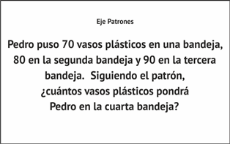 Eje Patrones
Pedro puso 70 vasos plásticos en una bandeja,
80 en la segunda bandeja y 90 en la tercera
bandeja. Siguiendo el patrón,
¿cuántos vasos plásticos pondrá
Pedro en la cuarta bandeja?